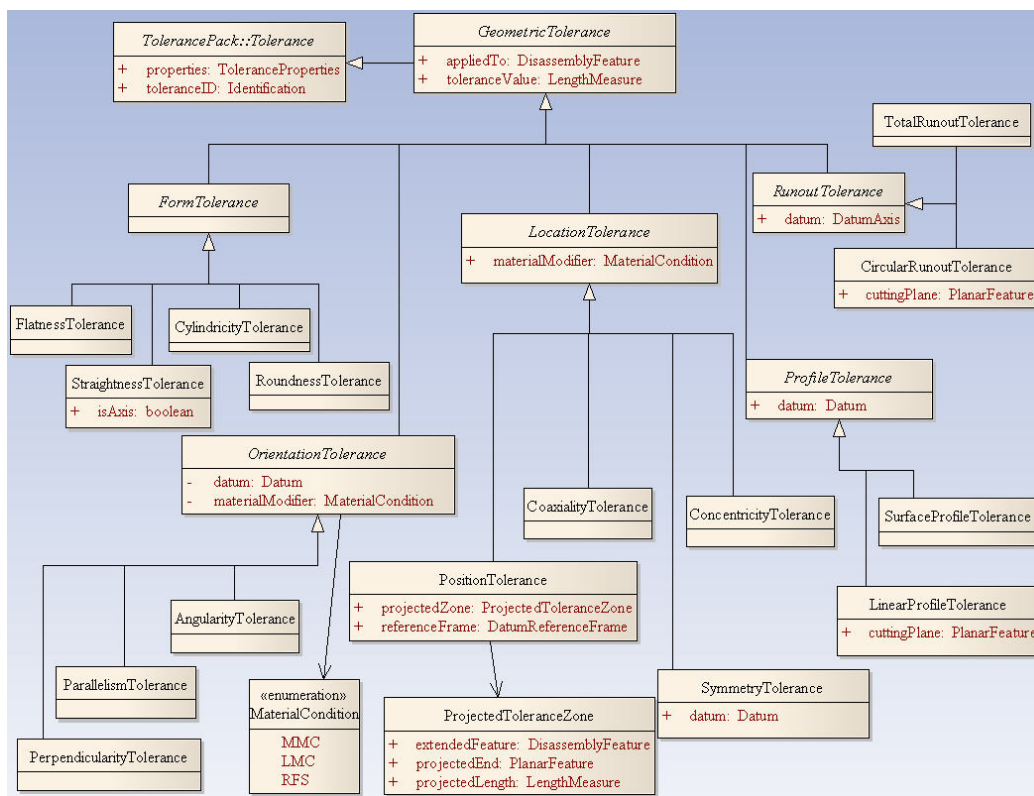 TolerancePack::Tolerance
+ properties: ToleranceProperties
+ toleranceID: Identification
GeometricTolerance
+ appliedTo: DisassemblyFeature
+ toleranceValue: LengthMeasure
TotalRunoutTolerance
FormTolerance
RunoutTolerance
+ datum: DatumAxis
LocationTolerance
+ materialModifier: MaterialCondition
CircularRunoutTolerance
+ cuttingPlane: PlanarFeature
FlatnessTolerance
CylindricityTolerance
StraightnessTolerance
+ isAxis: boolean
RoundnessTolerance
ProfileTolerance
+ datum: Datum
OrientationTolerance
- datum: Datum
- materialModifier: MaterialCondition
CoaxialityTolerance
ConcentricityTolerance
SurfaceProfileTolerance
PositionTolerance
+ projectedZone: ProjectedToleranceZone
+ referenceFrame: DatumReferenceFrame
LinearProfileTolerance
+ cuttingPlane: PlanarFeature
AngularityTolerance
ParallelismTolerance
PerpendicularityTolerance
«enumeration»
MaterialCondition
MMC
LMC
RFS
ProjectedToleranceZone
+ extendedFeature: DisassemblyFeature
+ projectedEnd: PlanarFeature
+ projectedLength: LengthMeasure
SymmetryTolerance
+ datum: Datum